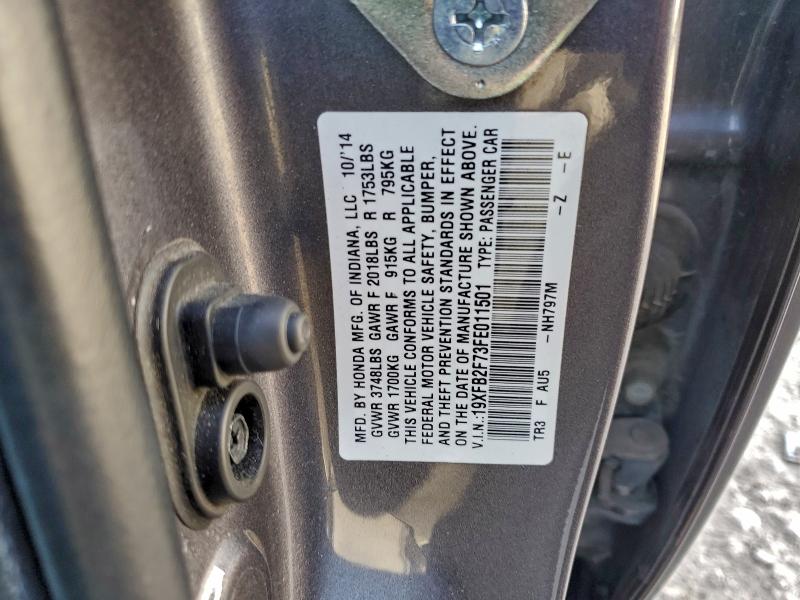 MFD. BY HONDA MFG. OF INDIANA, LLC 10/'14
GVWR 3748LBS GAWR F 2018LBS R 1753LBS
GVWR 1700KG GAWR F 915KG R 795KG
THIS VEHICLE CONFORMS TO ALL APPLICABLE
FEDERAL MOTOR VEHICLE SAFETY, BUMPER,
AND THEFT PREVENTION STANDARDS IN EFFECT
ON THE DATE OF MANUFACTURE SHOWN ABOVE.
V.I.N.:19XFB2F73FE011501 TYPE: PASSENGER CAR
TR3 F AU5 -NH797M -Z -E